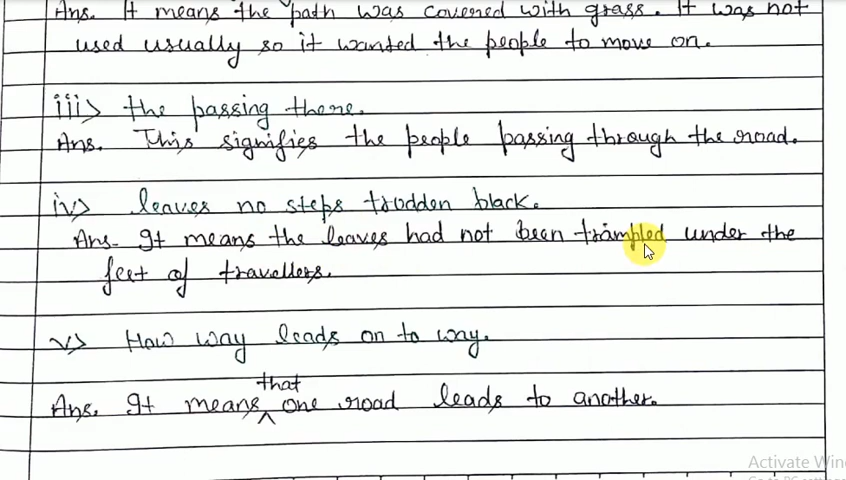 Ans. It means the path was covered with grass. It was not
used usually so it wanted the people to move on.
iii> the passing there.
Ans. This signifies the people passing through the road.
iv> leaves no steps trodden black.
Ans- It means the leaves had not been trampled under the
feet of travellers.
v> How way leads on to way.
that
Ans. It means ^ one road leads to another.
Activate Win